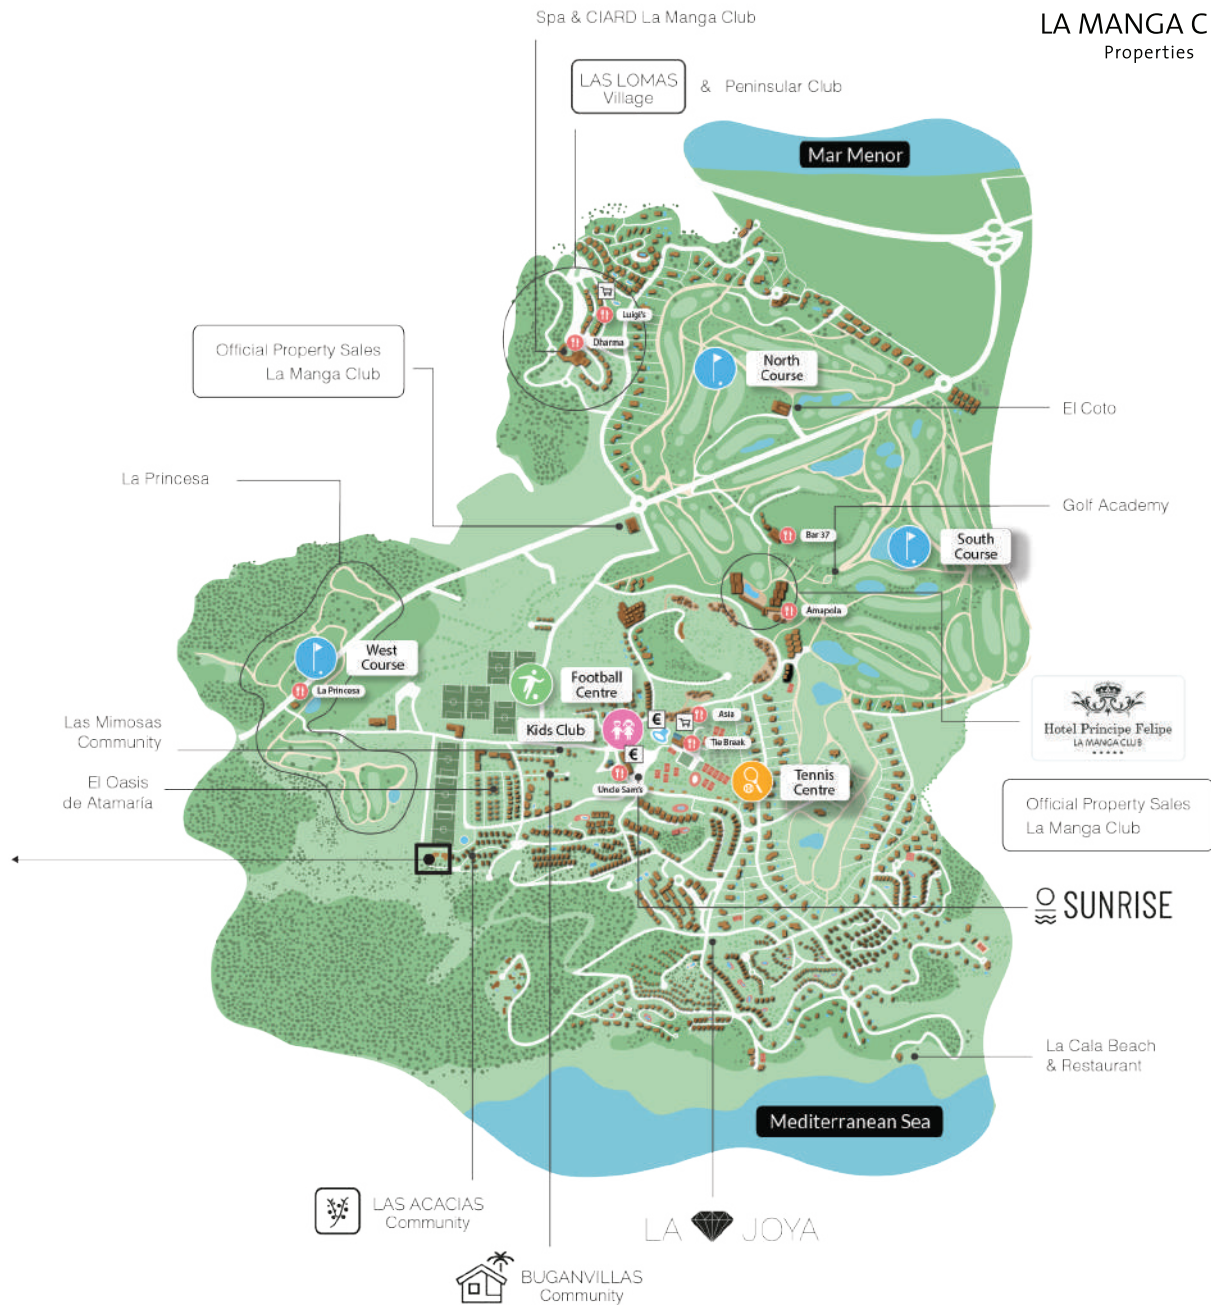 Spa & CIARD La Manga Club
LA MANGA C
Properties
LAS LOMAS
Village
& Peninsular Club
Mar Menor
Luigi's
Dharma
Official Property Sales
La Manga Club
North
Course
El Coto
La Princesa
Golf Academy
Bar 37
South
Course
Amapola
West
Course
La Princesa
Football
Centre
Kids Club
€
Asia
Tie Break
€
Uncle Sam's
Tennis
Centre
Hotel Príncipe Felipe
LA MANGA CLUB
Las Mimosas
Community
El Oasis
de Atamaría
Official Property Sales
La Manga Club
SUNRISE
La Cala Beach
& Restaurant
Mediterranean Sea
LAS ACACIAS
Community
LA JOYA
BUGANVILLAS
Community